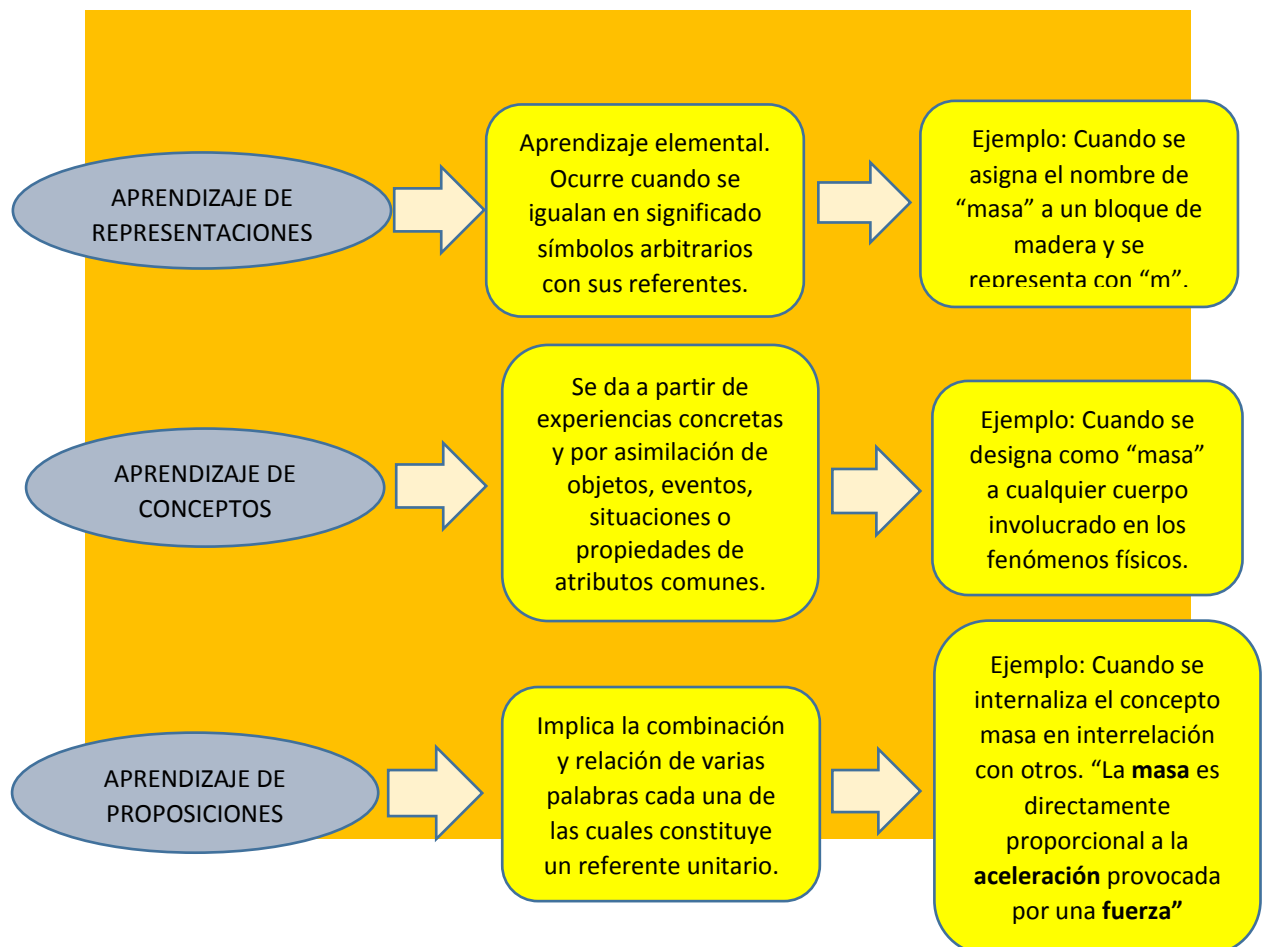 APRENDIZAJE DE
REPRESENTACIONES
Aprendizaje elemental.
Ocurre cuando se
igualan en significado
símbolos arbitrarios
con sus referentes.
Ejemplo: Cuando se
asigna el nombre de
“masa” a un bloque de
madera y se
representa con “m”.
APRENDIZAJE DE
CONCEPTOS
Se da a partir de
experiencias concretas
y por asimilación de
objetos, eventos,
situaciones o
propiedades de
atributos comunes.
Ejemplo: Cuando se
designa como “masa”
a cualquier cuerpo
involucrado en los
fenómenos físicos.
APRENDIZAJE DE
PROPOSICIONES
Implica la combinación
y relación de varias
palabras cada una de
las cuales constituye
un referente unitario.
Ejemplo: Cuando se
internaliza el concepto
masa en interrelación
con otros. “La masa es
directamente
proporcional a la
aceleración provocada
por una fuerza”